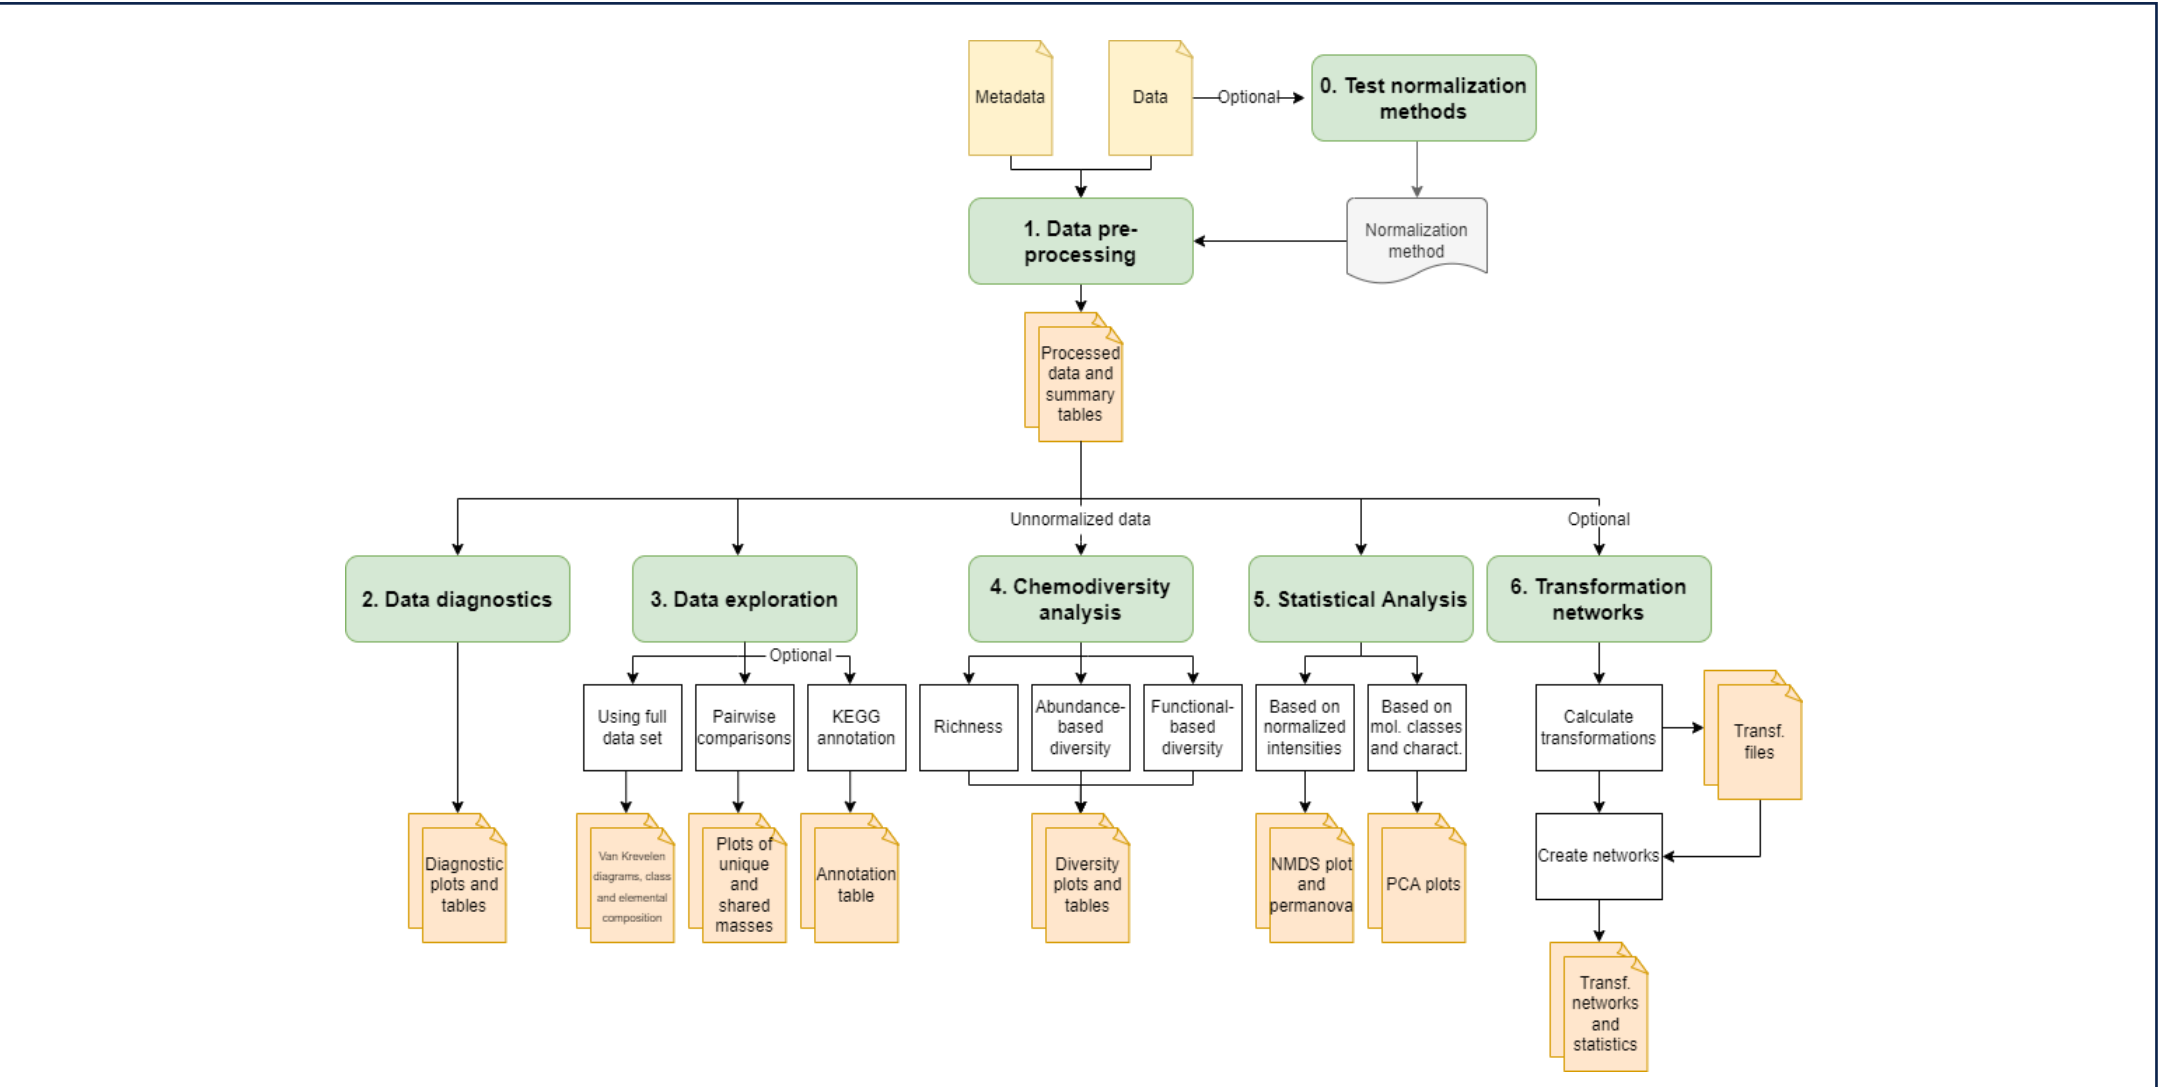 Metadata
Data
Optional
0. Test normalization
methods
1. Data pre-
processing
Normalization
method
Processed
data and
summary
tables
Unnormalized data
Optional
2. Data diagnostics
3. Data exploration
4. Chemodiversity
analysis
5. Statistical Analysis
6. Transformation
networks
Optional
Using full
data set
Pairwise
comparisons
KEGG
annotation
Richness
Abundance-
based
diversity
Functional-
based
diversity
Based on
normalized
intensities
Based on
mol. classes
and charact.
Calculate
transformations
Transf.
files
Diagnostic
plots and
tables
Van Krevelen
diagrams, class
and elemental
composition
Plots of
unique
and
shared
masses
Annotation
table
Diversity
plots and
tables
NMDS plot
and
permanova
PCA plots
Create networks
Transf.
networks
and
statistics